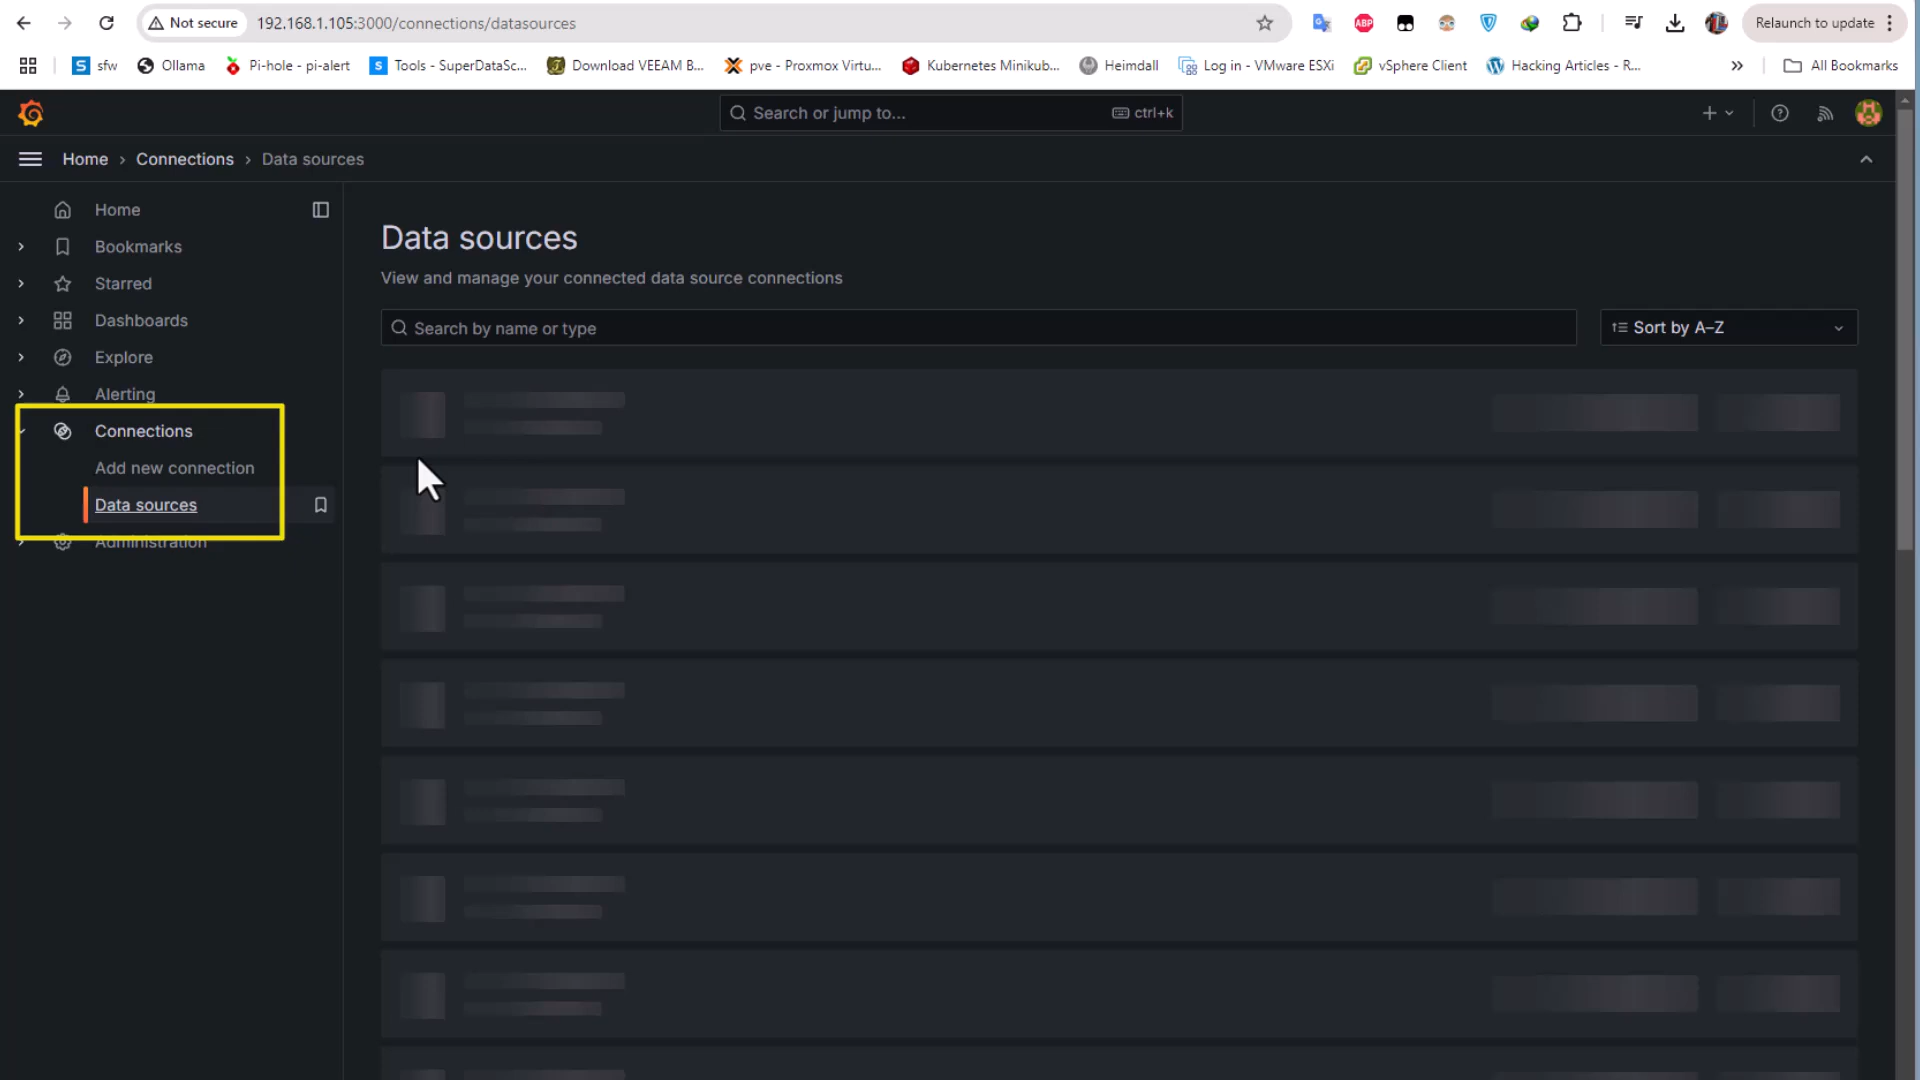 Not secure 192.168.1.105:3000/connections/datasources ABP Relaunch to update
S sfw Ollama Pi-hole - pi-alert S Tools - SuperDataSc... Download VEEAM B... pve - Proxmox Virtu... Kubernetes Minikub... Heimdall Log in - VMware ESXi vSphere Client Hacking Articles - R... » All Bookmarks
Search or jump to... ctrl+k
Home › Connections › Data sources
Home
Bookmarks
Starred
Dashboards
Explore
Alerting
Connections
Add new connection
Data sources
Administration
Data sources
View and manage your connected data source connections
Search by name or type
Sort by A–Z